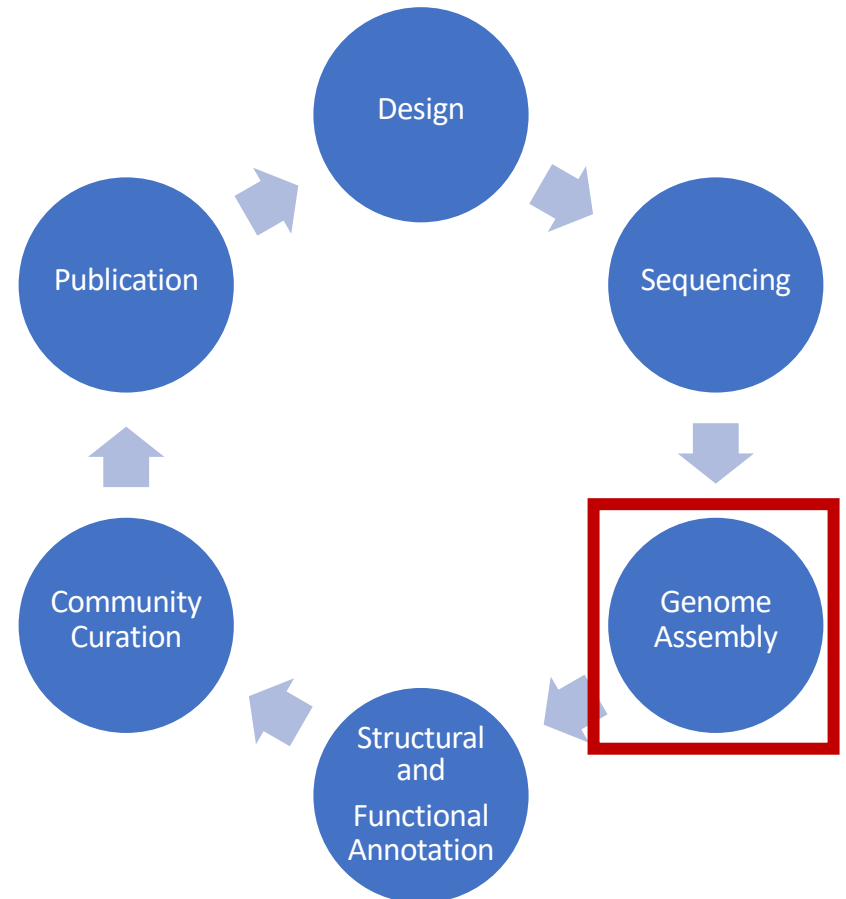 Design
Sequencing
Genome
Assembly
Structural
and
Functional
Annotation
Community
Curation
Publication